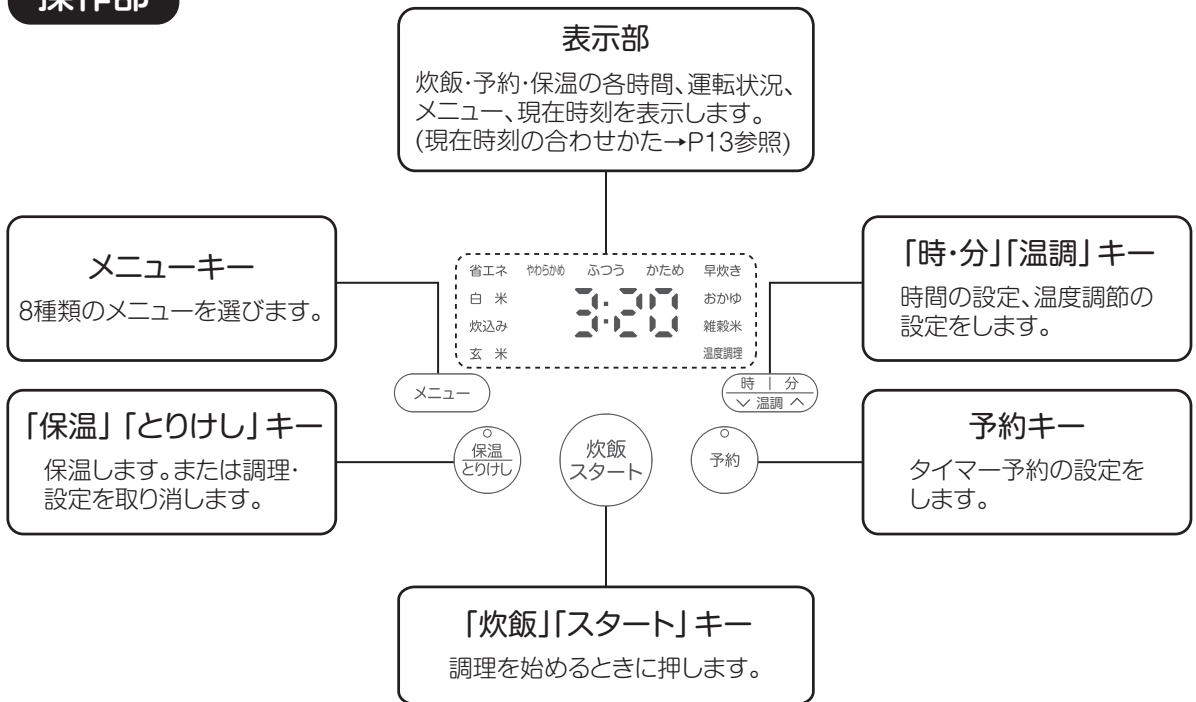 操作部
表示部
炊飯･予約･保温の各時間、運転状況、
メニュー、現在時刻を表示します。
(現在時刻の合わせかた→P13参照)
メニューキー
8種類のメニューを選びます。
「時･分」「温調」キー
時間の設定、温度調節の
設定をします。
省エネ やわらかめ ふつう かため 早炊き
白 米 3:20 おかゆ
炊込み 雑穀米
玄 米 温度調理
メニュー
時 | 分
﹀ 温調 ︿
「保温」「とりけし」キー
保温します。または調理･
設定を取り消します。
保温
とりけし
炊飯
スタート
予約
予約キー
タイマー予約の設定を
します。
「炊飯」「スタート」キー
調理を始めるときに押します。